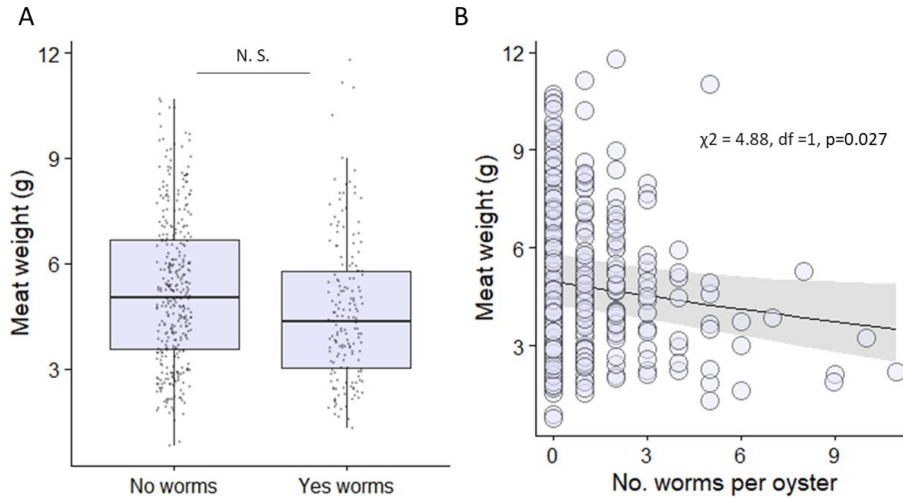 A
N. S.
Meat weight (g)
12
9
6
3
No worms
Yes worms
B
χ2 = 4.88, df =1, p=0.027
Meat weight (g)
12
9
6
3
0
3
6
9
No. worms per oyster